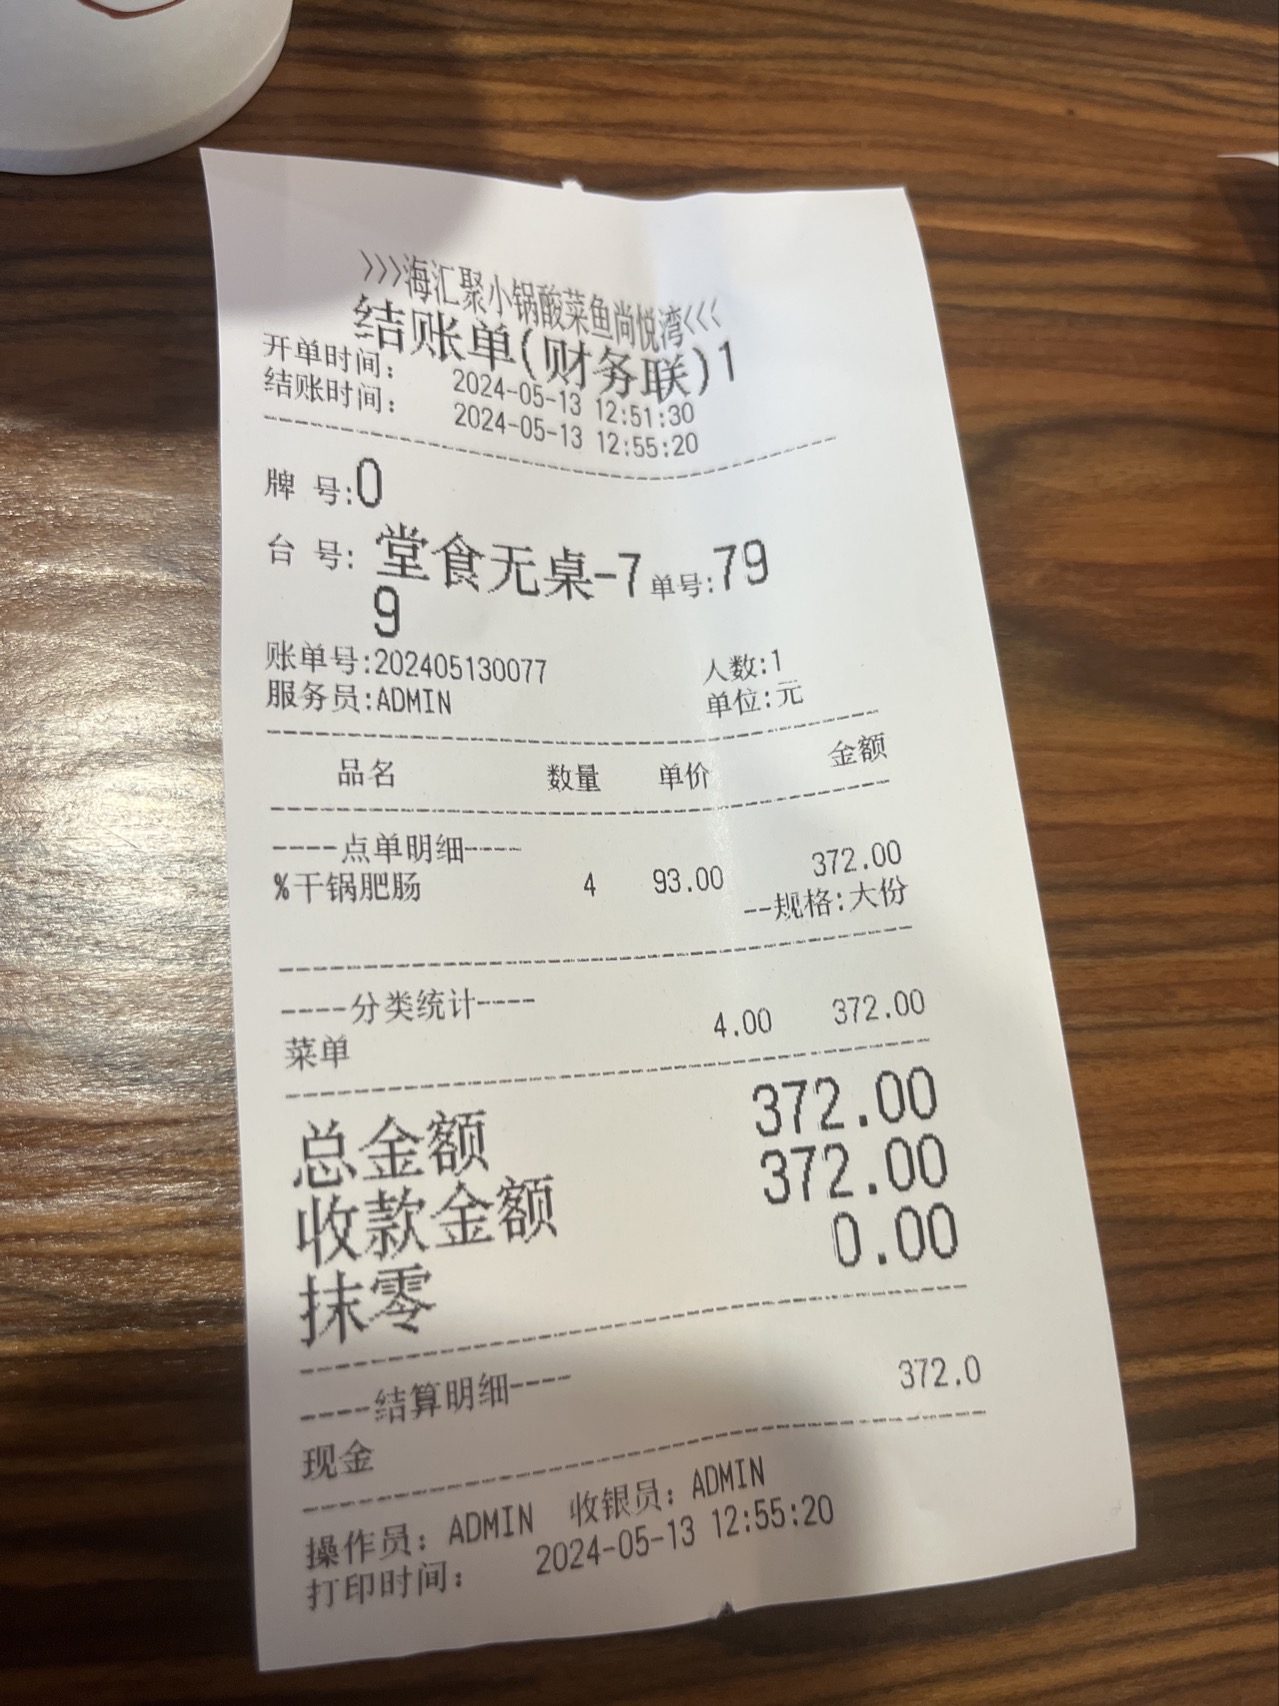 >>>海汇聚小锅酸菜鱼尚悦湾<<<
结账单(财务联)1
开单时间: 2024-05-13 12:51:30
结账时间: 2024-05-13 12:55:20
牌 号:0
台 号: 堂食无桌-7 单号:79
9
账单号:202405130077 人数:1
服务员:ADMIN 单位:元
品名 数量 单价 金额
----点单明细----
%干锅肥肠 4 93.00 372.00
--规格:大份
----分类统计----
菜单 4.00 372.00
总金额 372.00
收款金额 372.00
抹零 0.00
----结算明细----
现金 372.0
操作员: ADMIN 收银员: ADMIN
打印时间: 2024-05-13 12:55:20